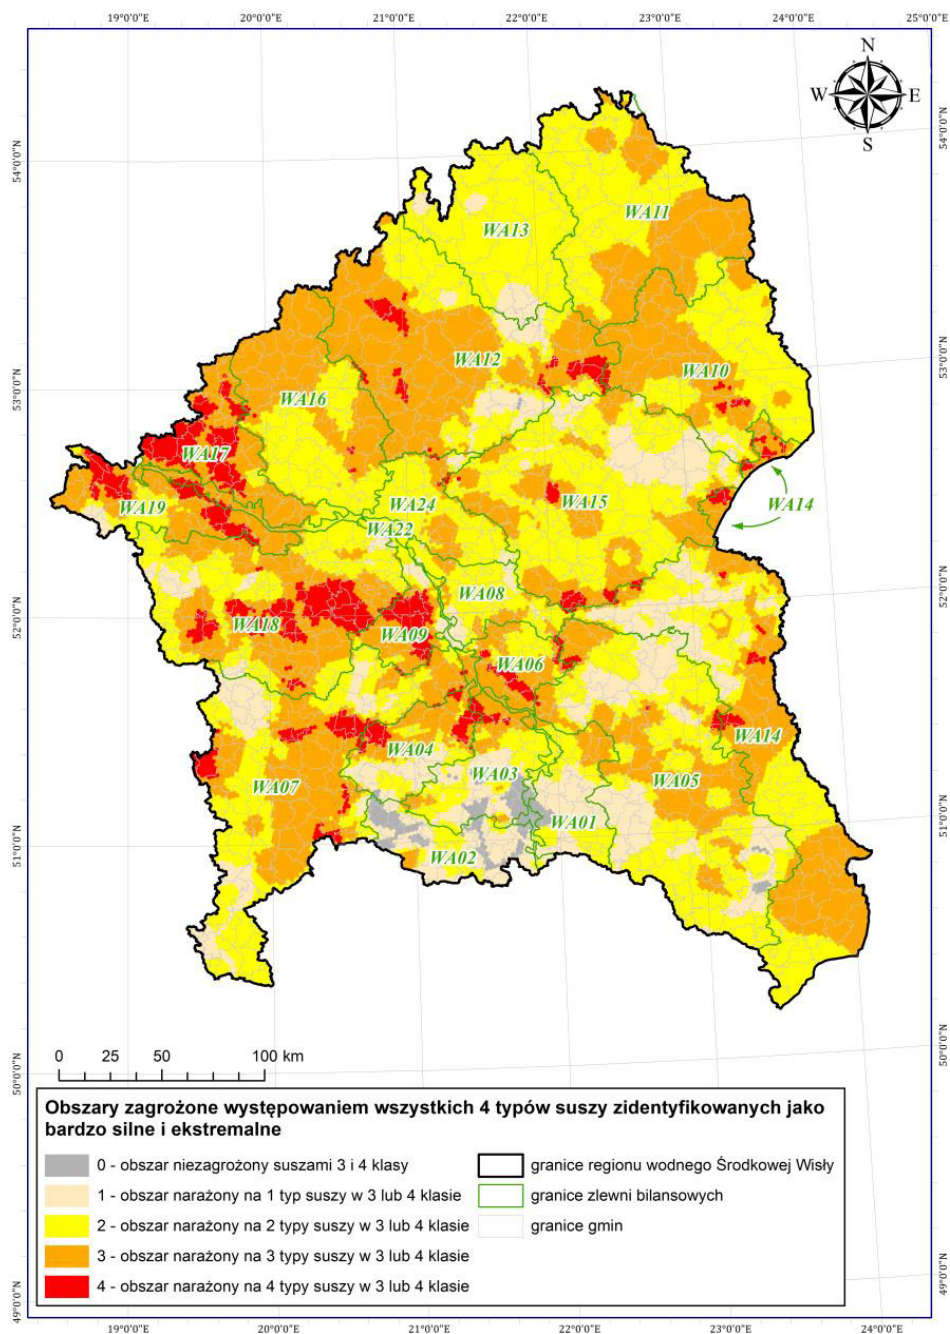 19°0'0"E 20°0'0"E 21°0'0"E 22°0'0"E 23°0'0"E 24°0'0"E 25°0'0"E
N
W E
S
54°0'0"N
54°0'0"N
WA11
WA13
WA12
53°0'0"N
53°0'0"N
WA10
WA16
WA17
WA19
WA24
WA15
WA14
WA22
WA08
52°0'0"N
52°0'0"N
WA18
WA09
WA06
WA14
WA04
WA03
WA05
WA07
WA01
51°0'0"N
51°0'0"N
WA02
50°0'0"N
50°0'0"N
0 25 50 100 km
Obszary zagrożone występowaniem wszystkich 4 typów suszy zidentyfikowanych jako
bardzo silne i ekstremalne
0 - obszar niezagrożony suszami 3 i 4 klasy
1 - obszar narażony na 1 typ suszy w 3 lub 4 klasie
2 - obszar narażony na 2 typy suszy w 3 lub 4 klasie
3 - obszar narażony na 3 typy suszy w 3 lub 4 klasie
4 - obszar narażony na 4 typy suszy w 3 lub 4 klasie
granice regionu wodnego Środkowej Wisły
granice zlewni bilansowych
granice gmin
49°0'0"N
49°0'0"N
19°0'0"E 20°0'0"E 21°0'0"E 22°0'0"E 23°0'0"E 24°0'0"E